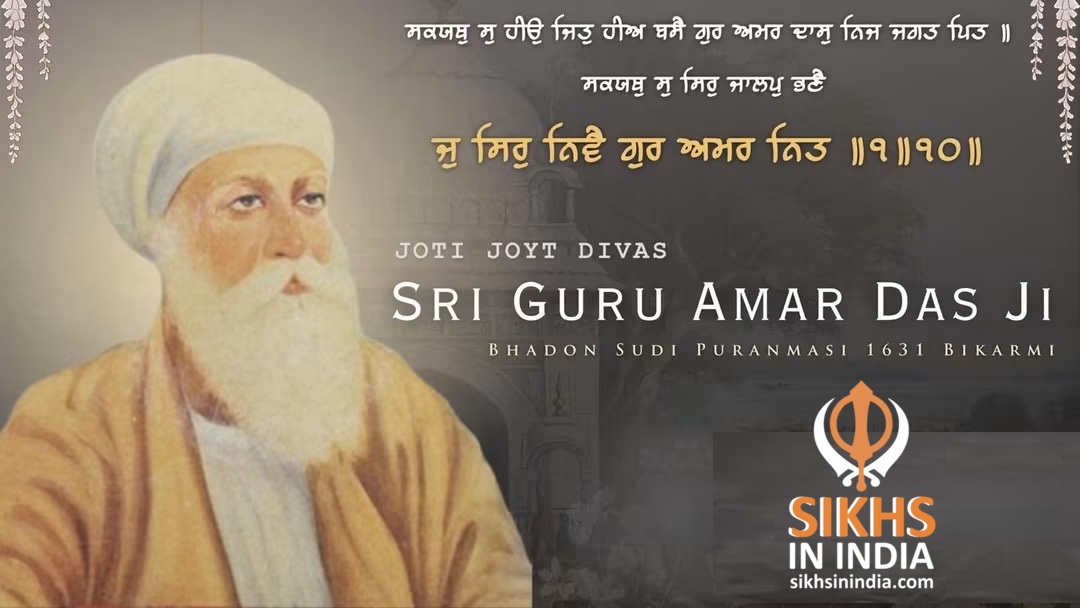 ਸਕਯਥੁ ਸੁ ਹੀਉ ਜਿਤੁ ਹੀਅ ਬਸੈ ਗੁਰ ਅਮਰ ਦਾਸੁ ਨਿਜ ਜਗਤ ਪਿਤ ॥
ਸਕਯਥੁ ਸੁ ਸਿਰੁ ਜਾਲਪੁ ਭਣੈ
ਜੁ ਸਿਰੁ ਨਿਵੈ ਗੁਰ ਅਮਰ ਨਿਤ ॥੧॥੧੦॥
JOTI JOYT DIVAS
SRI GURU AMAR DAS JI
BHADON SUDI PURANMASI 1631 BIKARMI
SIKHS
IN INDIA
sikhsinindia.com